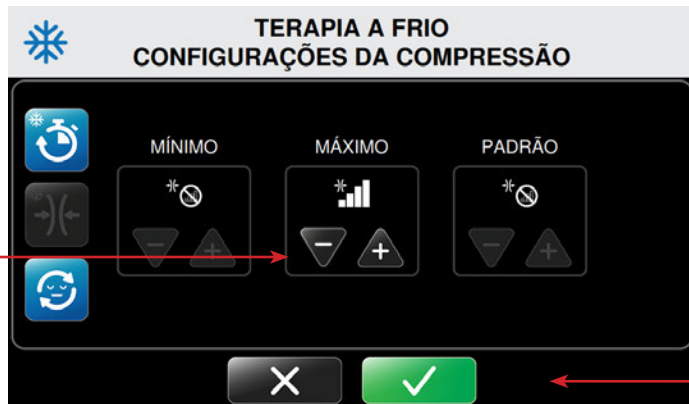 TERAPIA A FRIO
CONFIGURAÇÕES DA COMPRESSÃO
MÍNIMO MÁXIMO PADRÃO